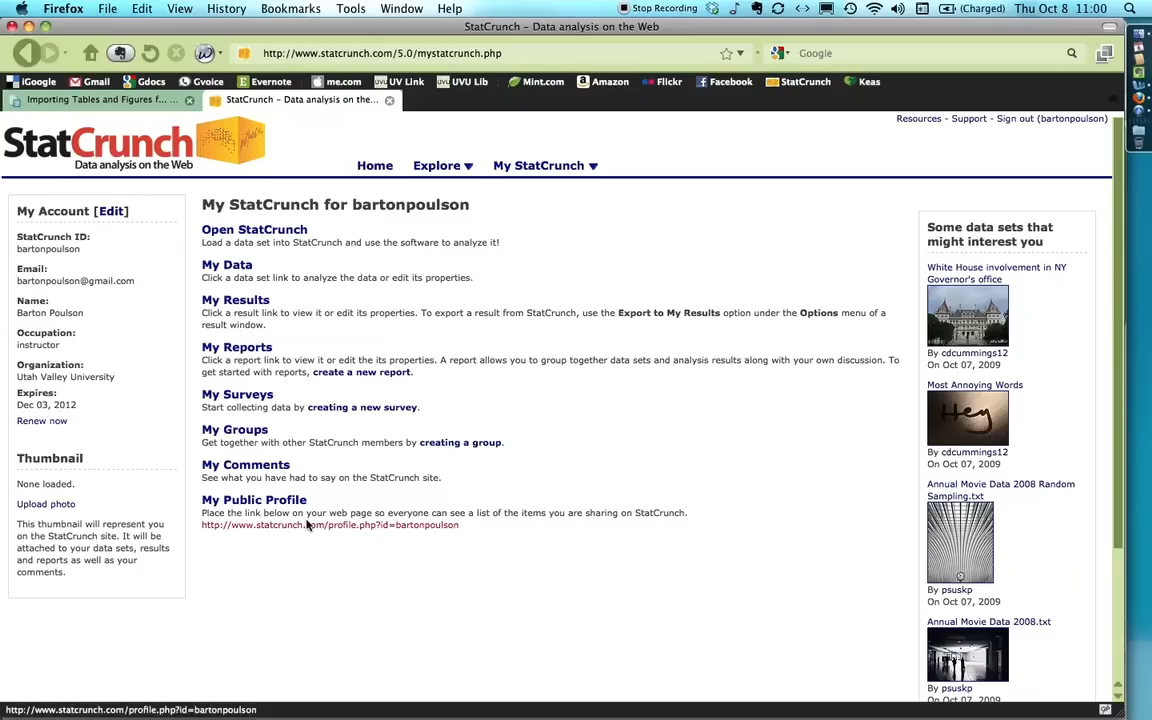 Firefox File Edit View History Bookmarks Tools Window Help Stop Recording (Charged) Thu Oct 8 11:00
StatCrunch - Data analysis on the Web
http://www.statcrunch.com/5.0/mystatcrunch.php Google
iGoogle Gmail Gdocs Gvoice Evernote me.com UVU UV Link UVU UVU Lib Mint.com Amazon Flickr Facebook StatCrunch Keas
Importing Tables and Figures f... ... StatCrunch - Data analysis on the...
Resources - Support - Sign out (bartonpoulson)
StatCrunch
Data analysis on the Web
Home Explore My StatCrunch
My Account [Edit]
StatCrunch ID:
bartonpoulson
Email:
bartonpoulson@gmail.com
Name:
Barton Poulson
Occupation:
instructor
Organization:
Utah Valley University
Expires:
Dec 03, 2012
Renew now
Thumbnail
None loaded.
Upload photo
This thumbnail will represent you
on the StatCrunch site. It will be
attached to your data sets, results
and reports as well as your
comments.
My StatCrunch for bartonpoulson
Open StatCrunch
Load a data set into StatCrunch and use the software to analyze it!
My Data
Click a data set link to analyze the data or edit its properties.
My Results
Click a result link to view it or edit its properties. To export a result from StatCrunch, use the Export to My Results option under the Options menu of a
result window.
My Reports
Click a report link to view it or edit the its properties. A report allows you to group together data sets and analysis results along with your own discussion. To
get started with reports, create a new report.
My Surveys
Start collecting data by creating a new survey.
My Groups
Get together with other StatCrunch members by creating a group.
My Comments
See what you have had to say on the StatCrunch site.
My Public Profile
Place the link below on your web page so everyone can see a list of the items you are sharing on StatCrunch.
http://www.statcrunch.com/profile.php?id=bartonpoulson
Some data sets that
might interest you
White House involvement in NY
Governor's office
By cdcummings12
On Oct 07, 2009
Most Annoying Words
Hey
By cdcummings12
On Oct 07, 2009
Annual Movie Data 2008 Random
Sampling.txt
By psuskp
On Oct 07, 2009
Annual Movie Data 2008.txt
By psuskp
On Oct 07, 2009
http://www.statcrunch.com/profile.php?id=bartonpoulson